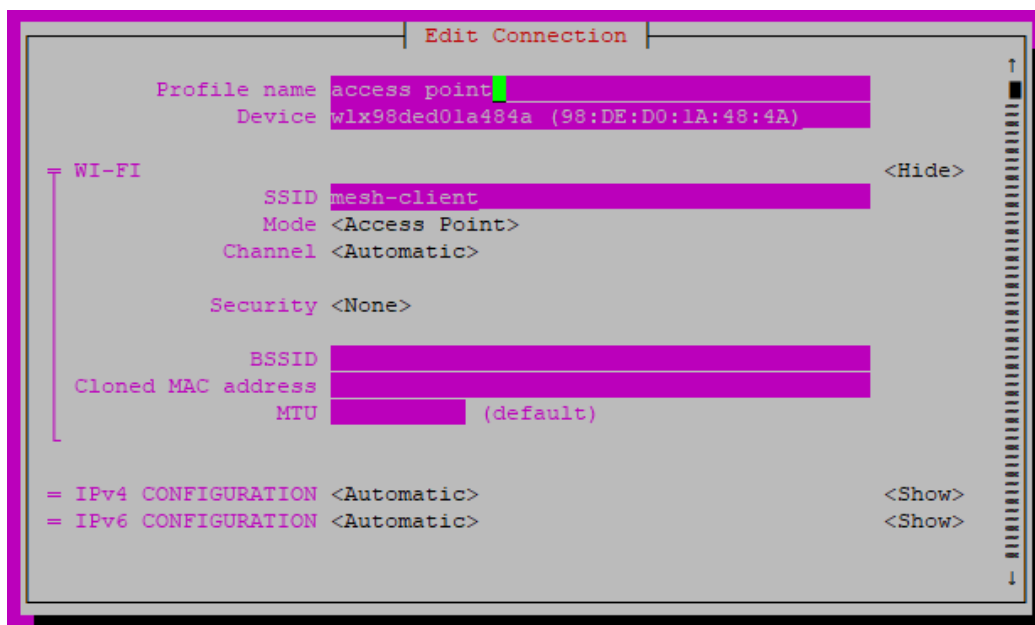 Edit Connection
Profile name access point
Device wlx98ded01a484a (98:DE:D0:1A:48:4A)
WI-FI <Hide>
SSID mesh-client
Mode <Access Point>
Channel <Automatic>
Security <None>
BSSID
Cloned MAC address
MTU (default)
= IPv4 CONFIGURATION <Automatic> <Show>
= IPv6 CONFIGURATION <Automatic> <Show>